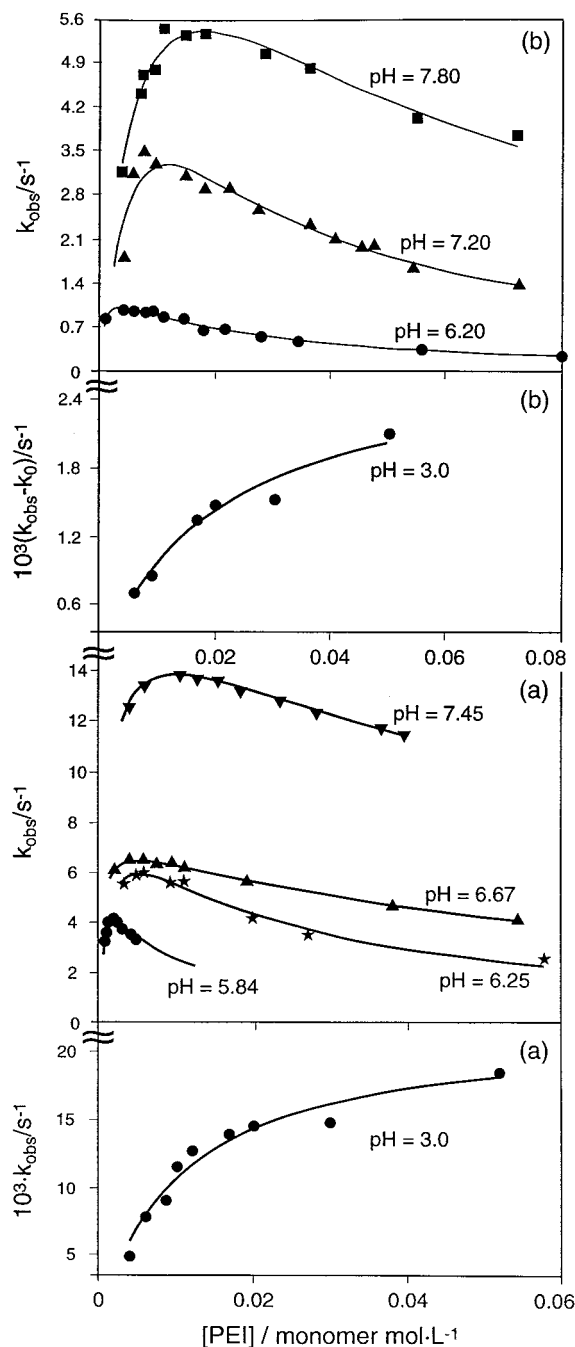 5.6
(b)
4.9
pH = 7.80
4.2
3.5
k_obs/s⁻¹
2.8
2.1
pH = 7.20
1.4
0.7
pH = 6.20
0
2.4
(b)
10³(k_obs-k₀)/s⁻¹
1.8
pH = 3.0
1.2
0.6
0.02 0.04 0.06 0.08
14
(a)
12
pH = 7.45
10
k_obs/s⁻¹
8
6
pH = 6.67
4
2
pH = 5.84
pH = 6.25
0
20
(a)
10³·k_obs/s⁻¹
15
pH = 3.0
10
5
0 0.02 0.04 0.06
[PEI] / monomer mol·L⁻¹